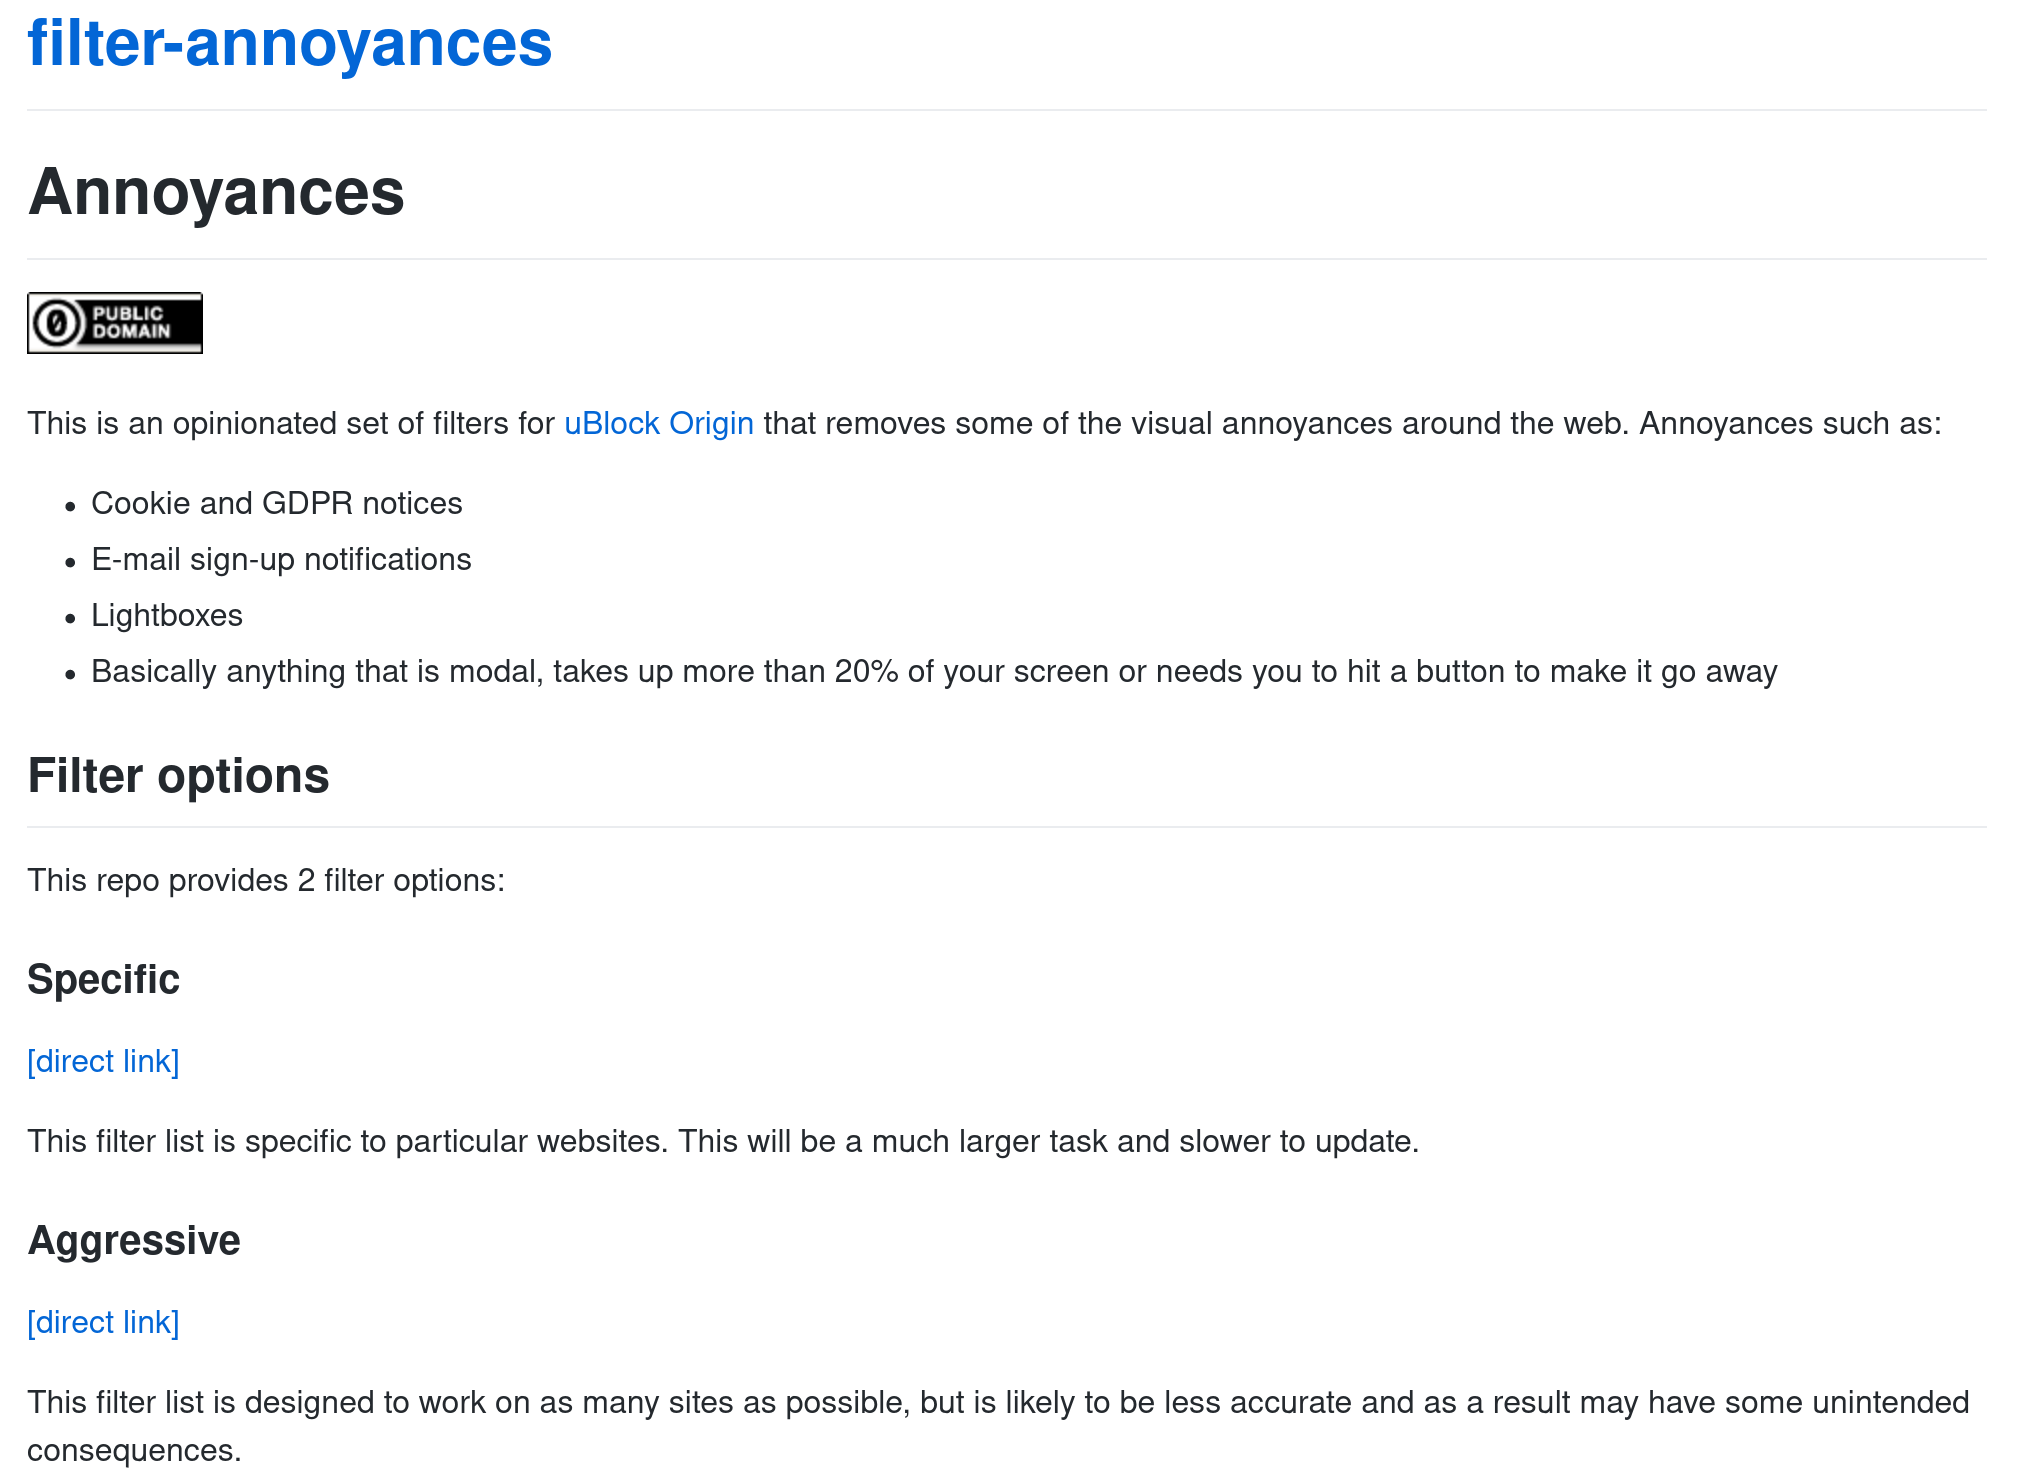 filter-annoyances
Annoyances
PUBLIC
DOMAIN
This is an opinionated set of filters for uBlock Origin that removes some of the visual annoyances around the web. Annoyances such as:
• Cookie and GDPR notices
• E-mail sign-up notifications
• Lightboxes
• Basically anything that is modal, takes up more than 20% of your screen or needs you to hit a button to make it go away
Filter options
This repo provides 2 filter options:
Specific
[direct link]
This filter list is specific to particular websites. This will be a much larger task and slower to update.
Aggressive
[direct link]
This filter list is designed to work on as many sites as possible, but is likely to be less accurate and as a result may have some unintended
consequences.